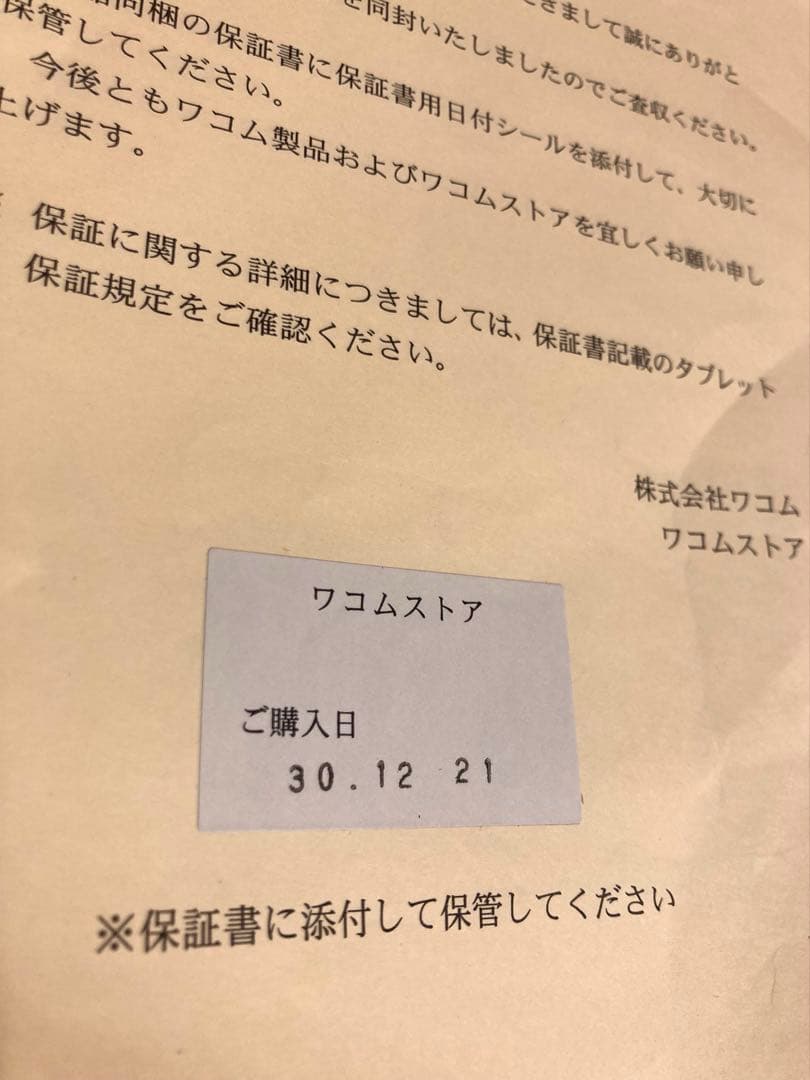 きまして誠にありがと
を同封いたしましたのでご査収ください。
同梱の保証書に保証書用日付シールを添付して、大切に
保管してください。
今後ともワコム製品およびワコムストアを宜しくお願い申し
上げます。
保証に関する詳細につきましては、保証書記載のタブレット
保証規定をご確認ください。
株式会社ワコム
ワコムストア
ワコムストア
ご購入日
30.12 21
※保証書に添付して保管してください